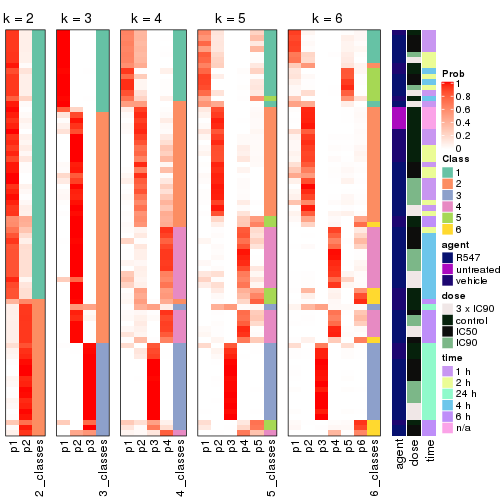 k = 2 k = 3 k = 4 k = 5 k = 6
Prob
1
0.8
0.6
0.4
0.2
0
Class
1
2
3
4
5
6
agent
R547
untreated
vehicle
dose
3 x IC90
control
IC50
IC90
time
1 h
2 h
24 h
4 h
6 h
n/a
p1 p2 2_classes p1 p2 p3 3_classes p1 p2 p3 p4 4_classes p1 p2 p3 p4 p5 5_classes p1 p2 p3 p4 p5 p6 6_classes agent dose time